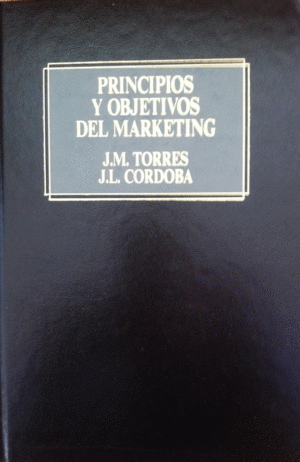 PRINCIPIOS
Y OBJETIVOS
DEL MARKETING
J.M. TORRES
J.L. CORDOBA